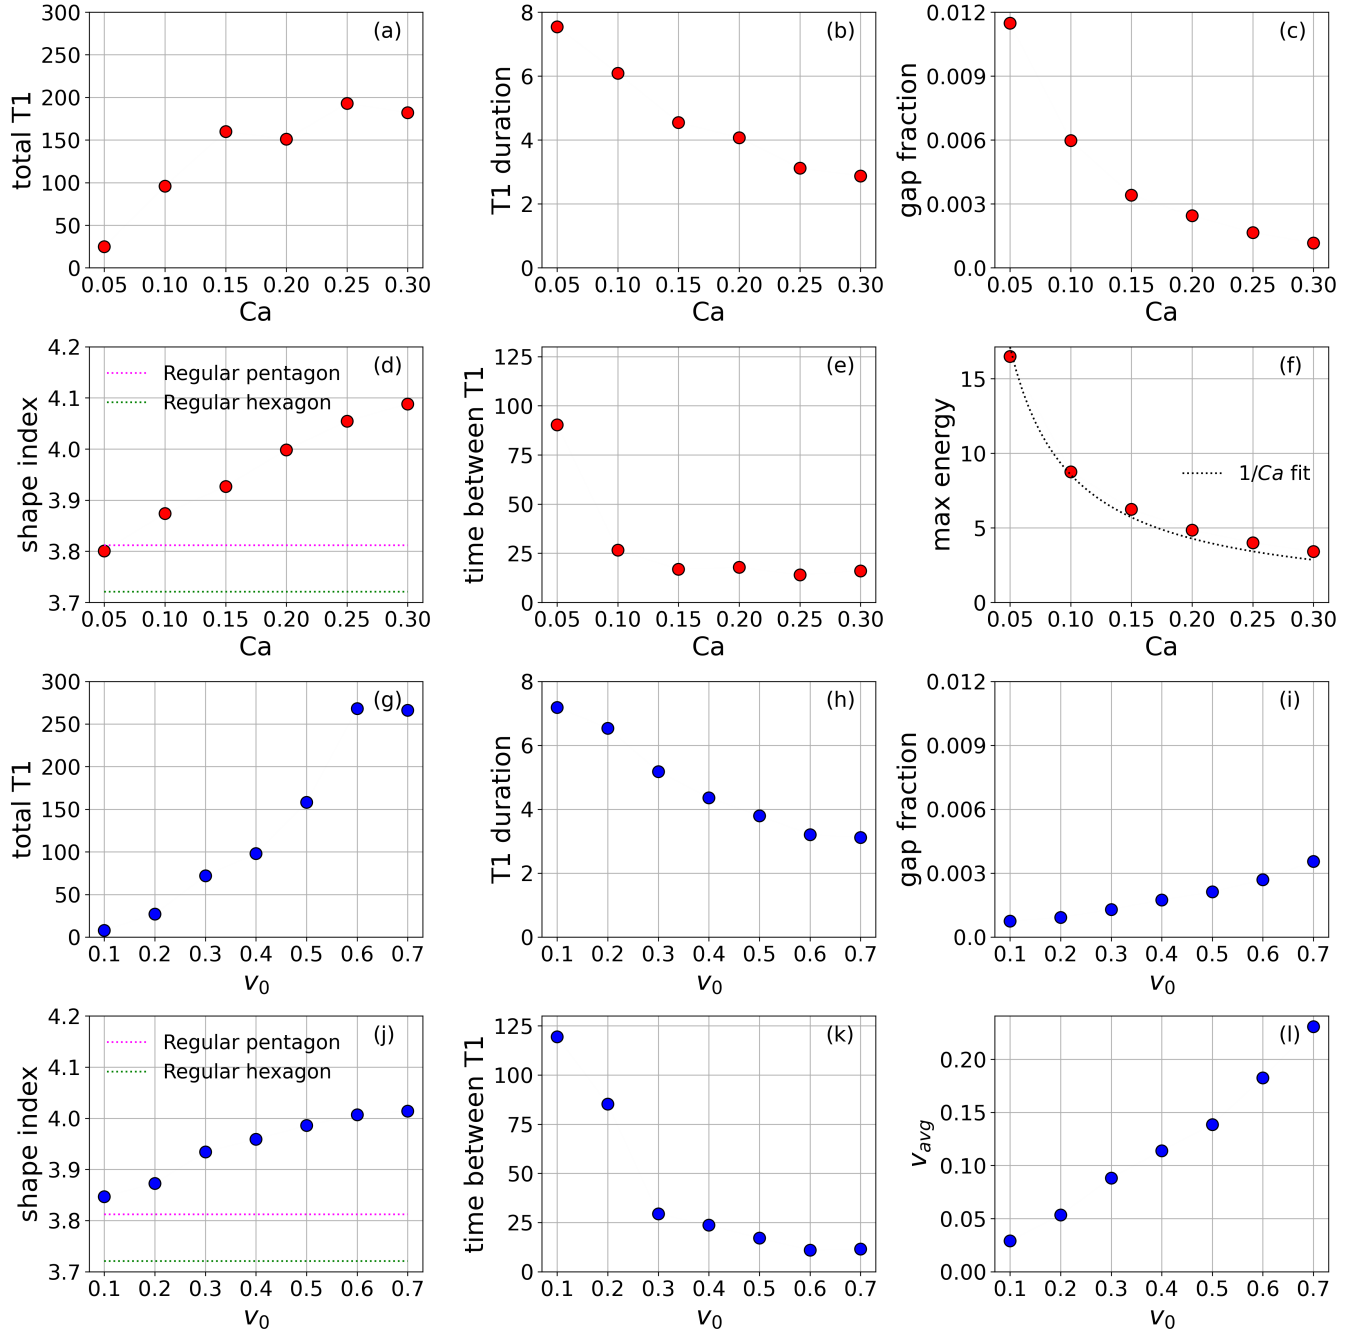 (a)
total T1
300
250
200
150
100
50
0
0.05 0.10 0.15 0.20 0.25 0.30
Ca
(b)
T1 duration
8
6
4
2
0
0.05 0.10 0.15 0.20 0.25 0.30
Ca
(c)
gap fraction
0.012
0.009
0.006
0.003
0.0
0.05 0.10 0.15 0.20 0.25 0.30
Ca
(d)
shape index
4.2
4.1
4.0
3.9
3.8
3.7
Regular pentagon
Regular hexagon
0.05 0.10 0.15 0.20 0.25 0.30
Ca
(e)
time between T1
125
100
75
50
25
0
0.05 0.10 0.15 0.20 0.25 0.30
Ca
(f)
max energy
15
10
5
0
1/Ca fit
0.05 0.10 0.15 0.20 0.25 0.30
Ca
(g)
total T1
300
250
200
150
100
50
0
0.1 0.2 0.3 0.4 0.5 0.6 0.7
v0
(h)
T1 duration
8
6
4
2
0
0.1 0.2 0.3 0.4 0.5 0.6 0.7
v0
(i)
gap fraction
0.012
0.009
0.006
0.003
0.0
0.1 0.2 0.3 0.4 0.5 0.6 0.7
v0
(j)
shape index
4.2
4.1
4.0
3.9
3.8
3.7
Regular pentagon
Regular hexagon
0.1 0.2 0.3 0.4 0.5 0.6 0.7
v0
(k)
time between T1
125
100
75
50
25
0
0.1 0.2 0.3 0.4 0.5 0.6 0.7
v0
(l)
vavg
0.20
0.15
0.10
0.05
0.00
0.1 0.2 0.3 0.4 0.5 0.6 0.7
v0